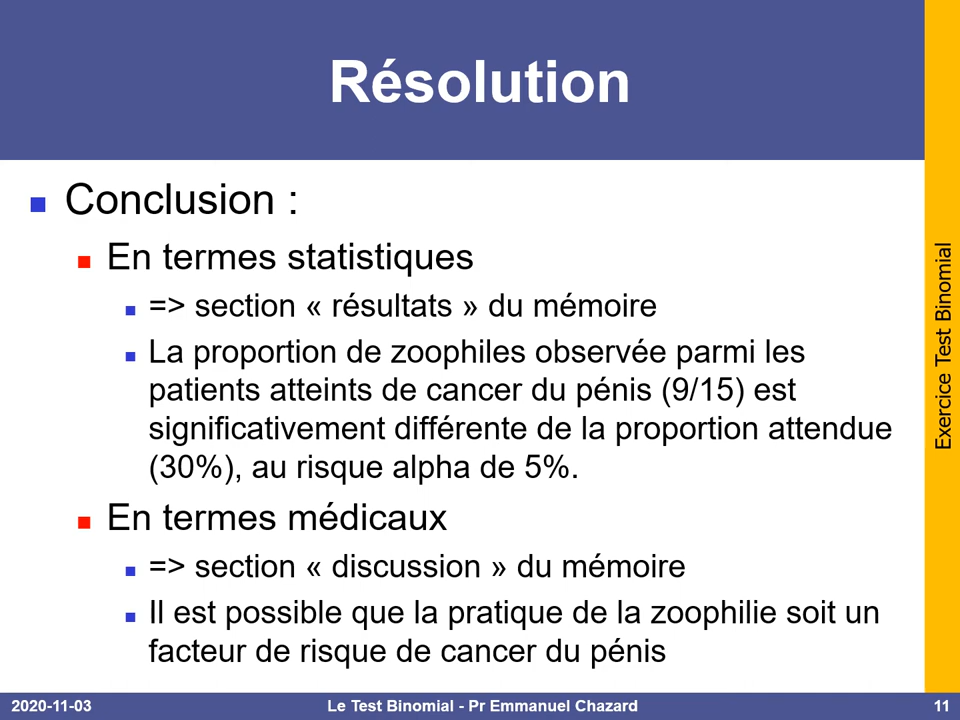 Résolution
Conclusion :
En termes statistiques
=> section « résultats » du mémoire
La proportion de zoophiles observée parmi les
patients atteints de cancer du pénis (9/15) est
significativement différente de la proportion attendue
(30%), au risque alpha de 5%.
En termes médicaux
=> section « discussion » du mémoire
Il est possible que la pratique de la zoophilie soit un
facteur de risque de cancer du pénis
Exercice Test Binomial
2020-11-03
Le Test Binomial - Pr Emmanuel Chazard
11